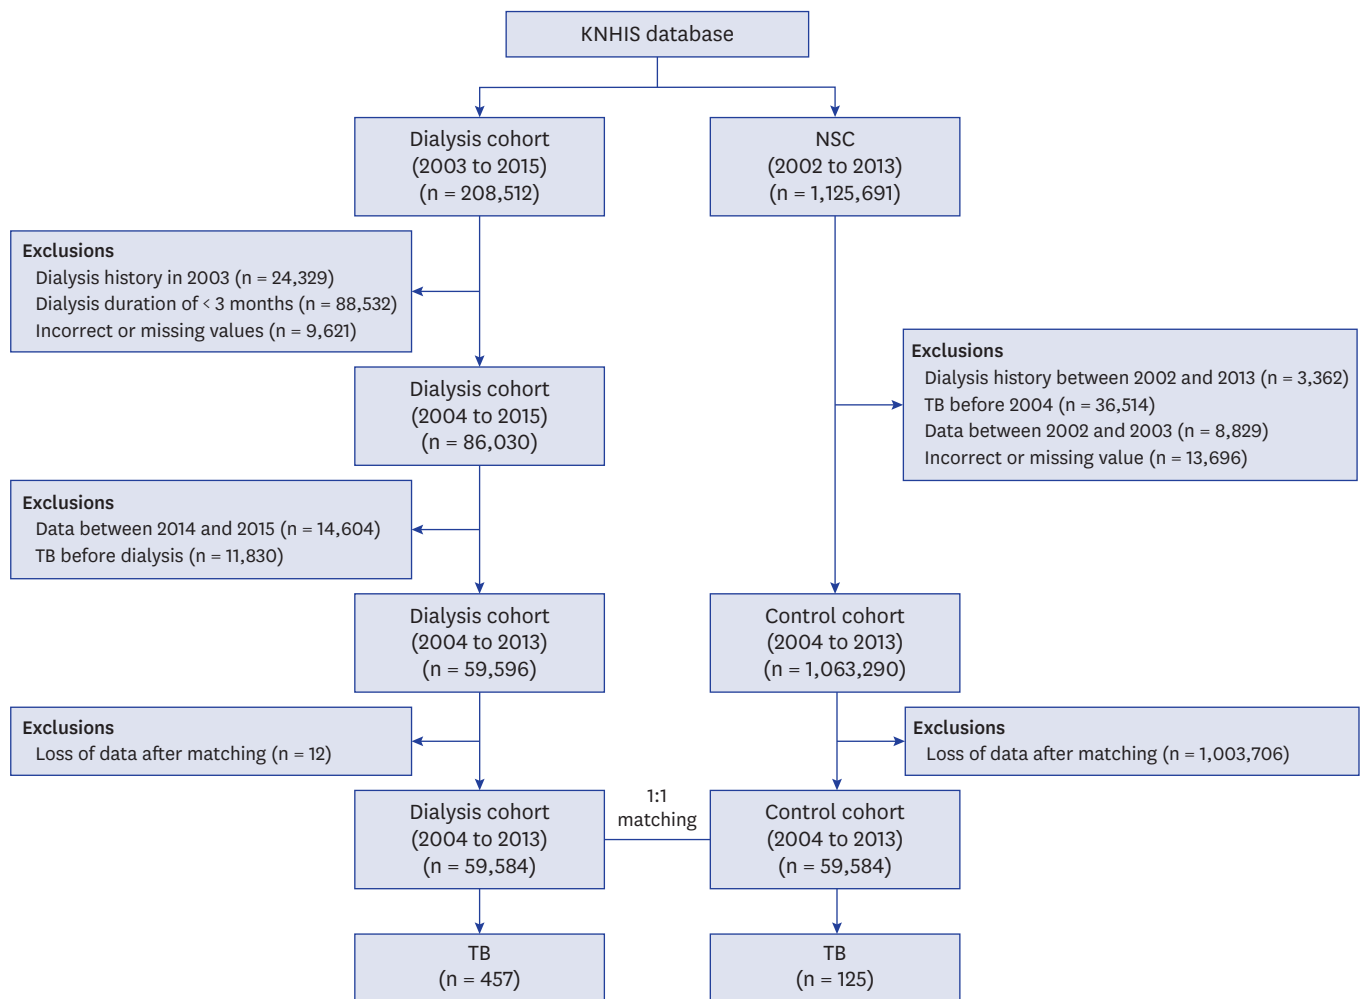 KNHIS database
Dialysis cohort
(2003 to 2015)
(n = 208,512)
NSC
(2002 to 2013)
(n = 1,125,691)
Exclusions
Dialysis history in 2003 (n = 24,329)
Dialysis duration of < 3 months (n = 88,532)
Incorrect or missing values (n = 9,621)
Exclusions
Dialysis history between 2002 and 2013 (n = 3,362)
TB before 2004 (n = 36,514)
Data between 2002 and 2003 (n = 8,829)
Incorrect or missing value (n = 13,696)
Dialysis cohort
(2004 to 2015)
(n = 86,030)
Exclusions
Data between 2014 and 2015 (n = 14,604)
TB before dialysis (n = 11,830)
Dialysis cohort
(2004 to 2013)
(n = 59,596)
Control cohort
(2004 to 2013)
(n = 1,063,290)
Exclusions
Loss of data after matching (n = 12)
Exclusions
Loss of data after matching (n = 1,003,706)
Dialysis cohort
(2004 to 2013)
(n = 59,584)
1:1
matching
Control cohort
(2004 to 2013)
(n = 59,584)
TB
(n = 457)
TB
(n = 125)